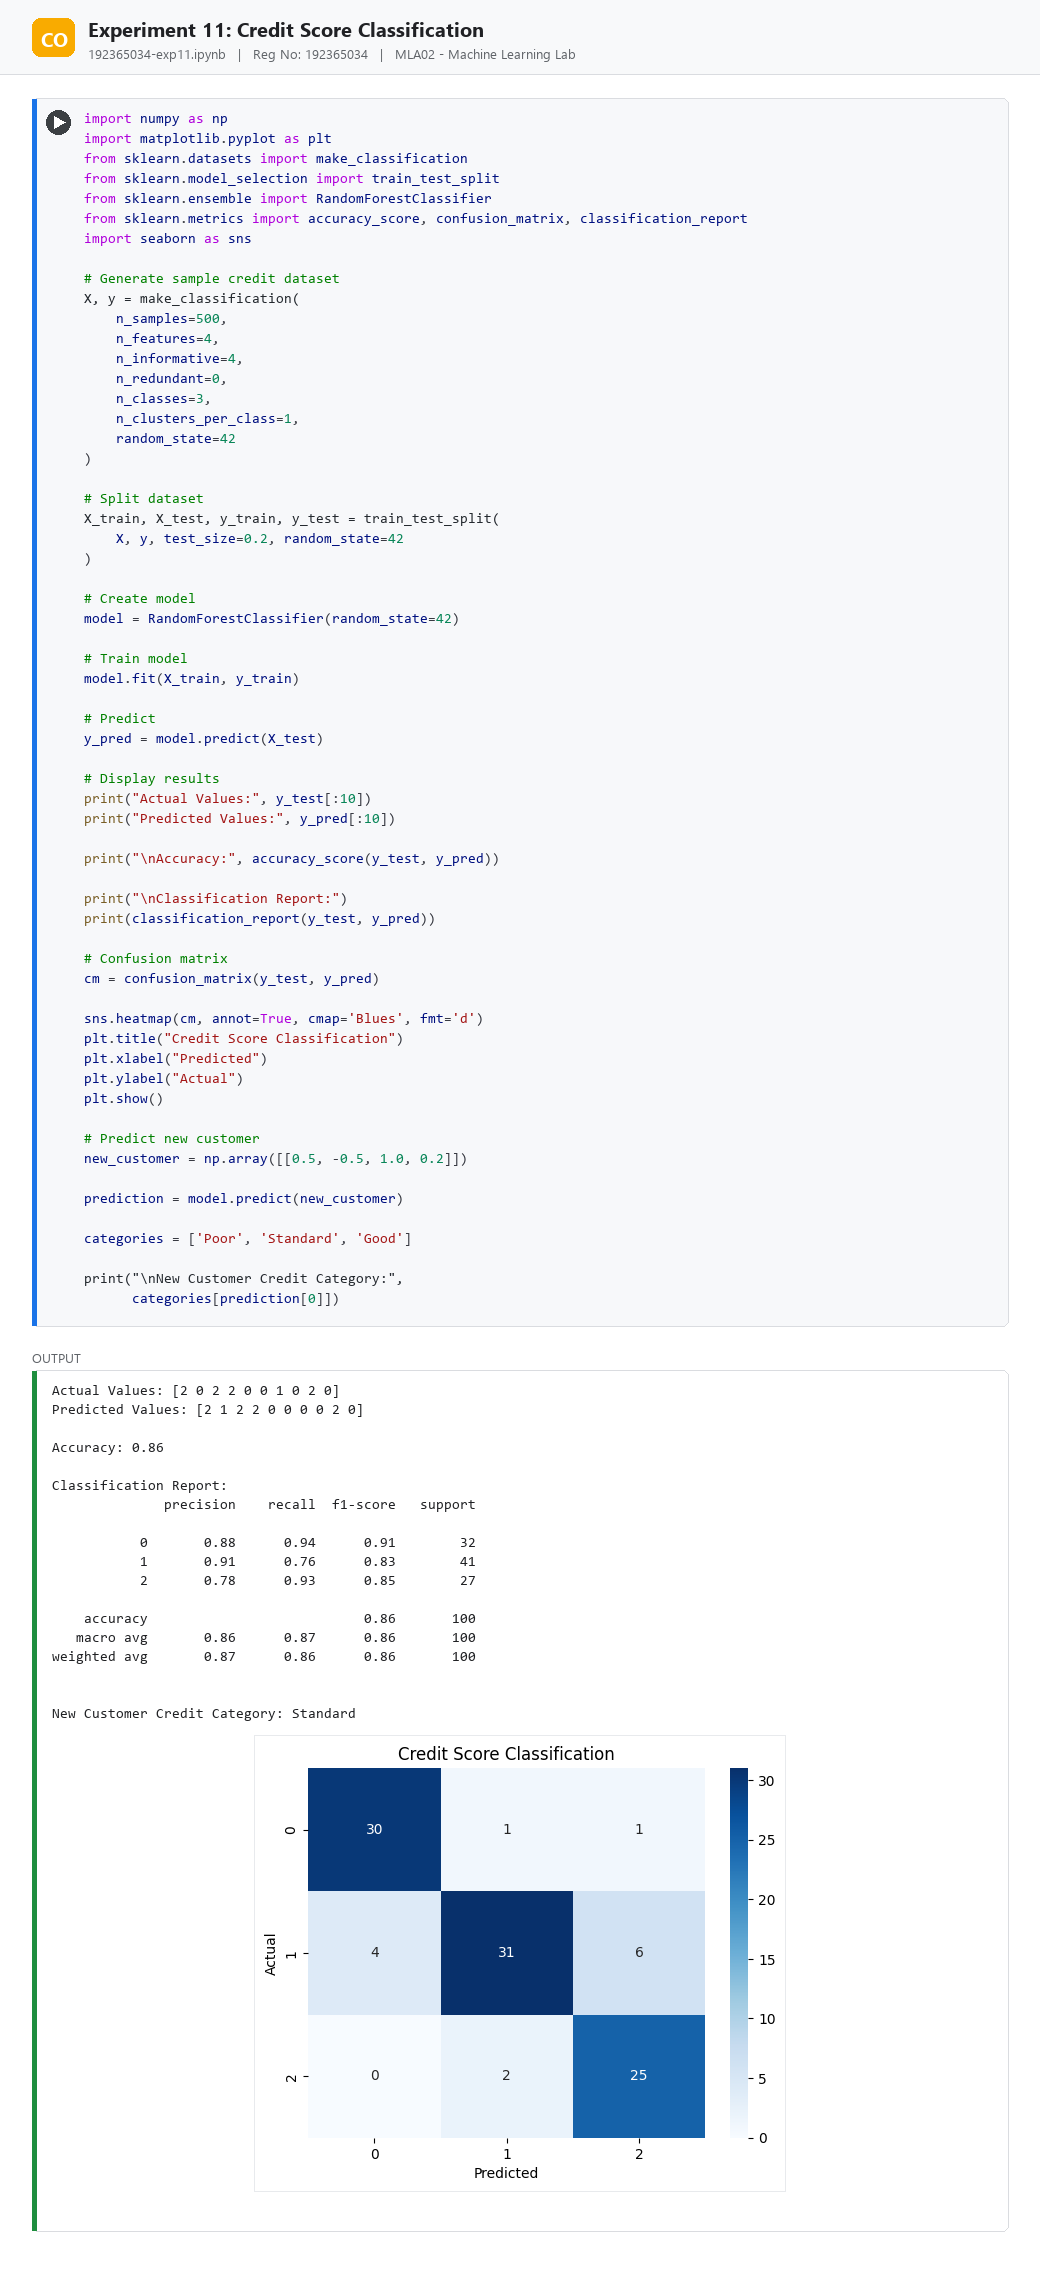 CO
Experiment 11: Credit Score Classification
192365034-exp11.ipynb | Reg No: 192365034 | MLA02 - Machine Learning Lab
import numpy as np
import matplotlib.pyplot as plt
from sklearn.datasets import make_classification
from sklearn.model_selection import train_test_split
from sklearn.ensemble import RandomForestClassifier
from sklearn.metrics import accuracy_score, confusion_matrix, classification_report
import seaborn as sns
# Generate sample credit dataset
X, y = make_classification(
    n_samples=500,
    n_features=4,
    n_informative=4,
    n_redundant=0,
    n_classes=3,
    n_clusters_per_class=1,
    random_state=42
)
# Split dataset
X_train, X_test, y_train, y_test = train_test_split(
    X, y, test_size=0.2, random_state=42
)
# Create model
model = RandomForestClassifier(random_state=42)
# Train model
model.fit(X_train, y_train)
# Predict
y_pred = model.predict(X_test)
# Display results
print("Actual Values:", y_test[:10])
print("Predicted Values:", y_pred[:10])
print("\nAccuracy:", accuracy_score(y_test, y_pred))
print("\nClassification Report:")
print(classification_report(y_test, y_pred))
# Confusion matrix
cm = confusion_matrix(y_test, y_pred)
sns.heatmap(cm, annot=True, cmap='Blues', fmt='d')
plt.title("Credit Score Classification")
plt.xlabel("Predicted")
plt.ylabel("Actual")
plt.show()
# Predict new customer
new_customer = np.array([[0.5, -0.5, 1.0, 0.2]])
prediction = model.predict(new_customer)
categories = ['Poor', 'Standard', 'Good']
print("\nNew Customer Credit Category:",
      categories[prediction[0]])
OUTPUT
Actual Values: [2 0 2 2 0 0 1 0 2 0]
Predicted Values: [2 1 2 2 0 0 0 0 2 0]
Accuracy: 0.86
Classification Report:
              precision    recall  f1-score   support
           0       0.88      0.94      0.91        32
           1       0.91      0.76      0.83        41
           2       0.78      0.93      0.85        27
    accuracy                           0.86       100
   macro avg       0.86      0.87      0.86       100
weighted avg       0.87      0.86      0.86       100
New Customer Credit Category: Standard
Credit Score Classification
30
0 30 1 1
25
20
Actual
1 4 31 6
15
10
2 0 2 25
5
0
0 1 2
Predicted